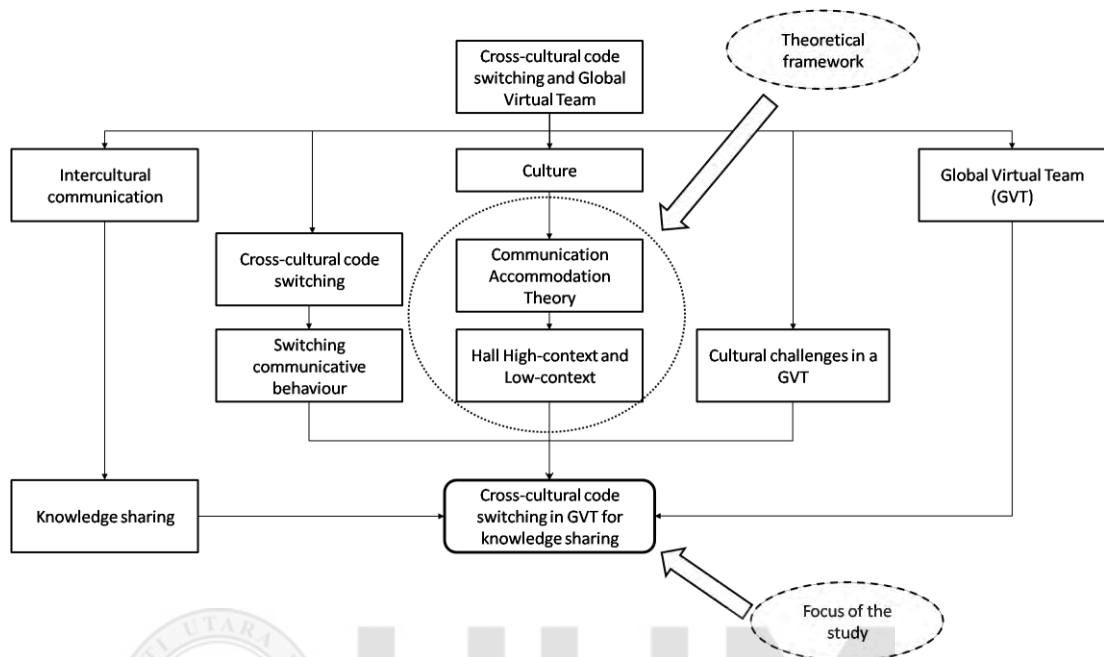 Cross-cultural code
switching and Global
Virtual Team
Theoretical
framework
Intercultural
communication
Culture
Global Virtual Team
(GVT)
Cross-cultural code
switching
Communication
Accommodation
Theory
Switching
communicative
behaviour
Hall High-context and
Low-context
Cultural challenges in a
GVT
Knowledge sharing
Cross-cultural code
switching in GVT for
knowledge sharing
Focus of the
study
UTARA